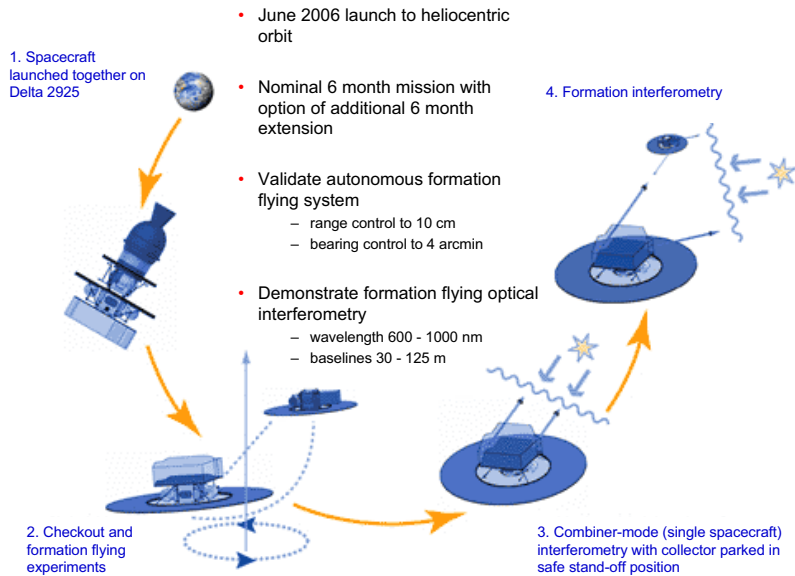 • June 2006 launch to heliocentric
orbit
1. Spacecraft
launched together on
Delta 2925
• Nominal 6 month mission with
option of additional 6 month
extension
4. Formation interferometry
• Validate autonomous formation
flying system
– range control to 10 cm
– bearing control to 4 arcmin
• Demonstrate formation flying optical
interferometry
– wavelength 600 - 1000 nm
– baselines 30 - 125 m
2. Checkout and
formation flying
experiments
3. Combiner-mode (single spacecraft)
interferometry with collector parked in
safe stand-off position